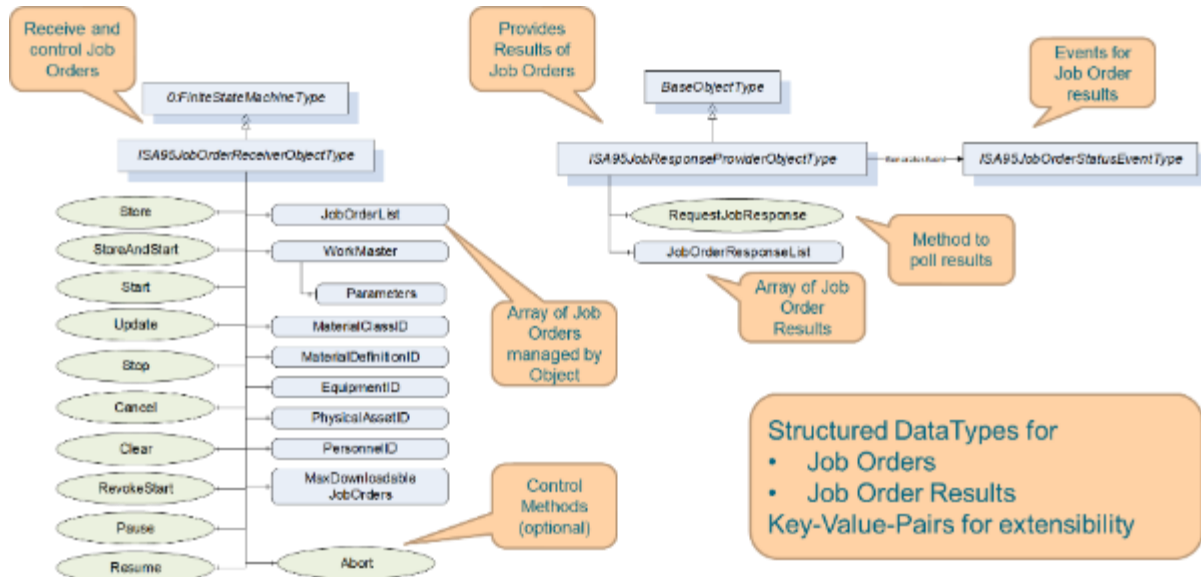 Receive and
control Job
Orders
0:FiniteStateMachineType
ISA95JobOrderReceiverObjectType
Store
StoreAndStart
Start
Update
Stop
Cancel
Clear
RevokeStart
Pause
Resume
JobOrderList
WorkMaster
Parameters
MaterialClassID
MaterialDefinitionID
EquipmentID
PhysicalAssetID
PersonnelID
MaxDownloadable
JobOrders
Abort
Array of Job
Orders
managed by
Object
Control
Methods
(optional)
Provides
Results of
Job Orders
BaseObjectType
ISA95JobResponseProviderObjectType
GeneratesEvent
ISA95JobOrderStatusEventType
Events for
Job Order
results
RequestJobResponse
JobOrderResponseList
Method to
poll results
Array of Job
Order
Results
Structured DataTypes for
• Job Orders
• Job Order Results
Key-Value-Pairs for extensibility